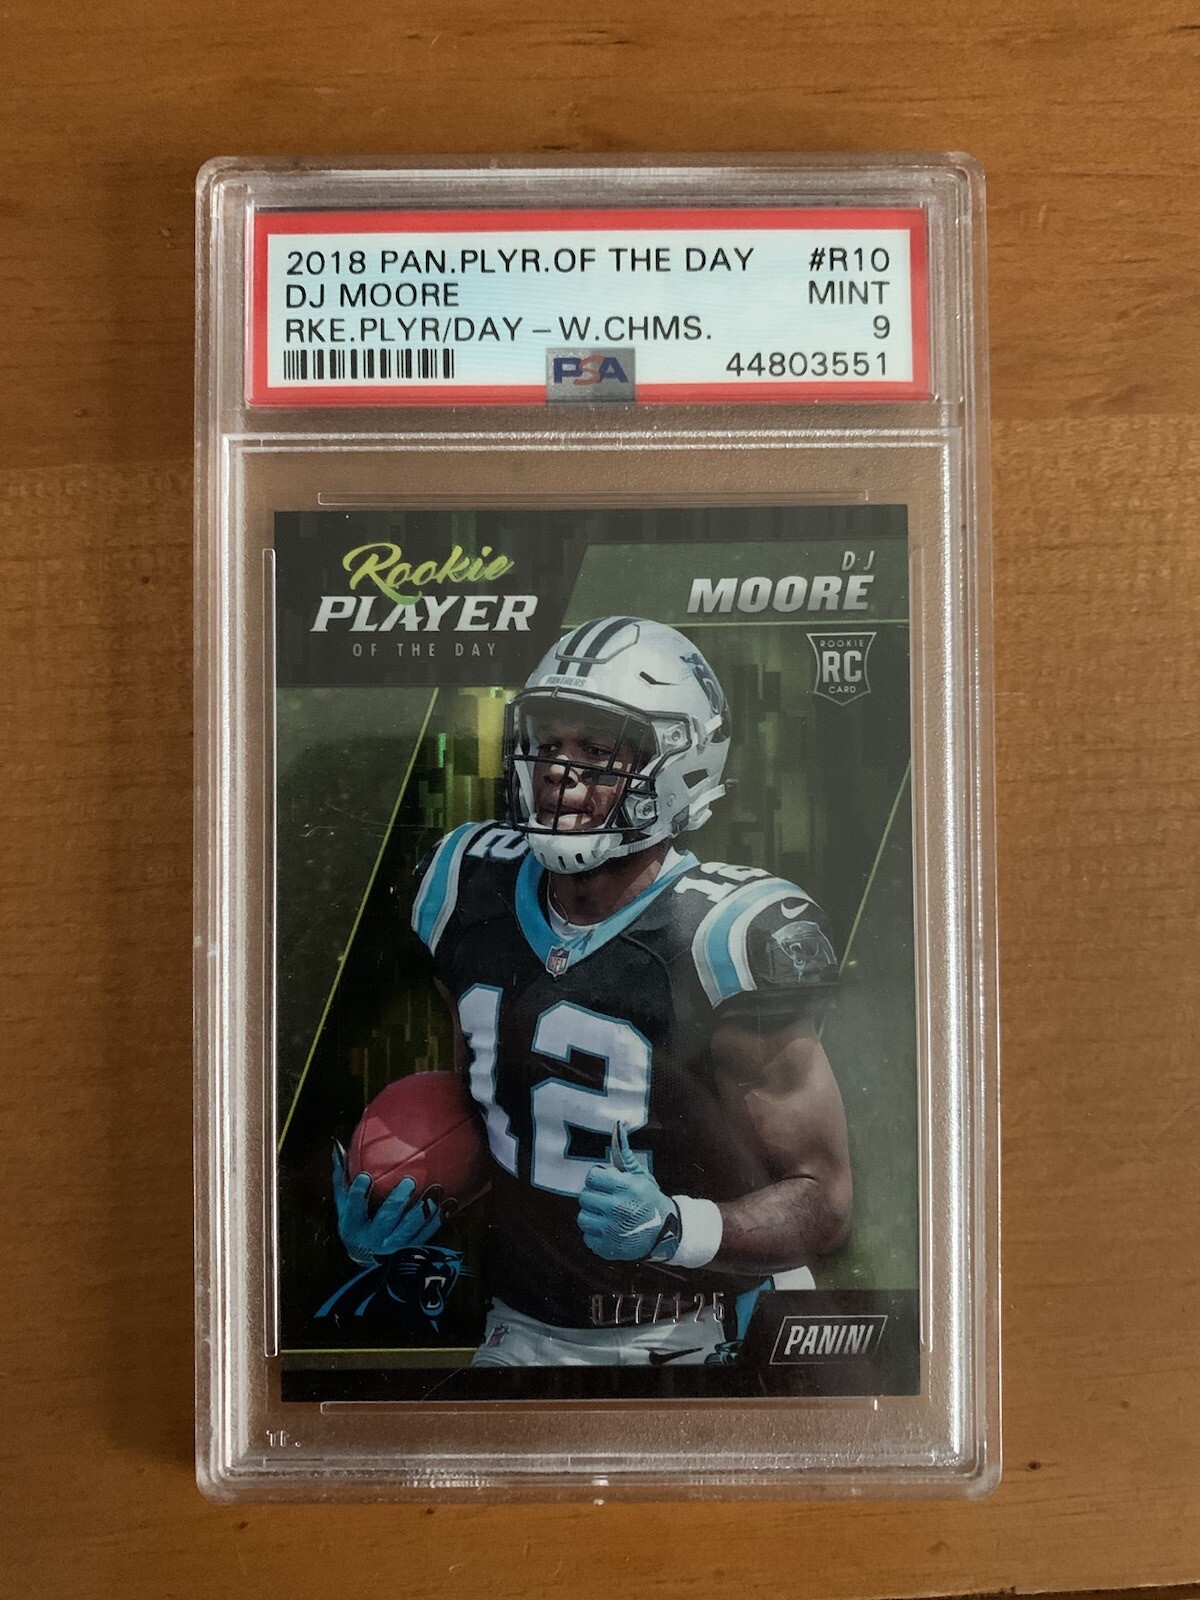 2018 PAN.PLYR.OF THE DAY #R10
DJ MOORE MINT
RKE.PLYR/DAY – W.CHMS. 9
PSA 44803551
Rookie
PLAYER
OF THE DAY
DJ
MOORE
ROOKIE
RC
CARD
PANTHERS
12
12
NFL
12
077/125
PANINI